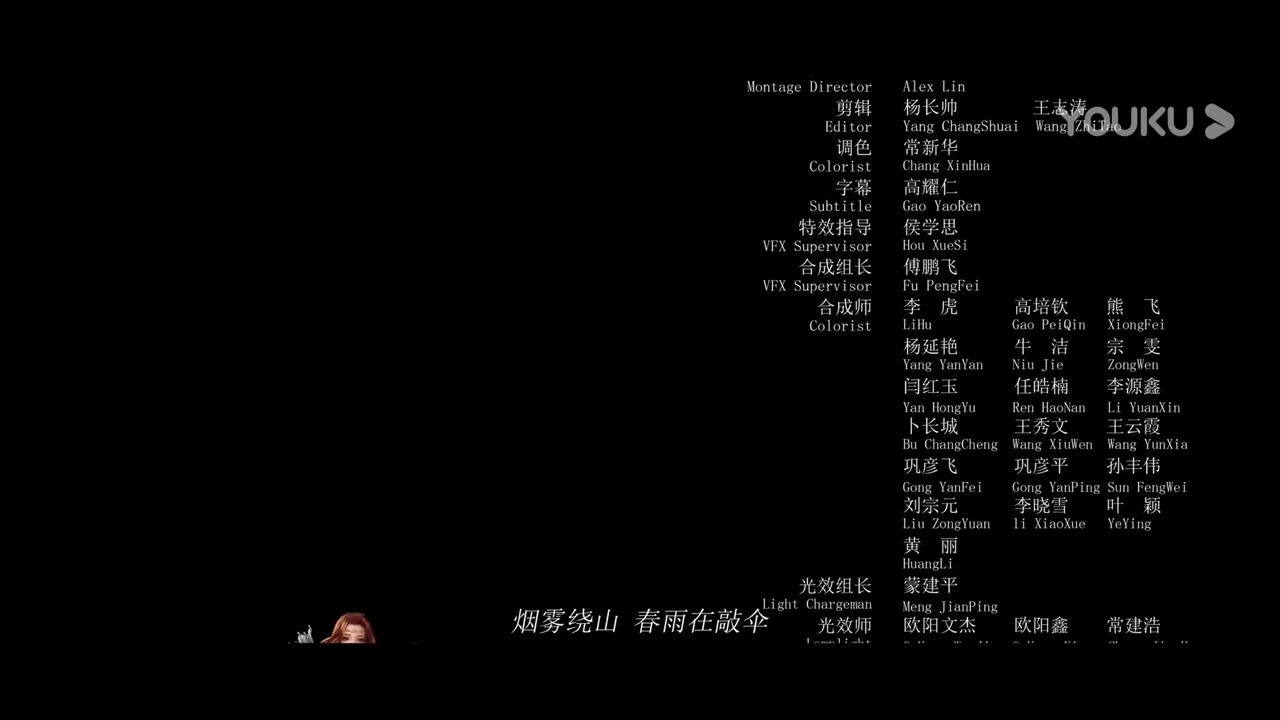 Montage Director Alex Lin
剪辑 杨长帅 王志涛
YOUKU
Editor Yang ChangShuai Wang ZhiTao
调色 常新华
Colorist Chang XinHua
字幕 高耀仁
Subtitle Gao YaoRen
特效指导 侯学思
VFX Supervisor Hou XueSi
合成组长 傅鹏飞
VFX Supervisor Fu PengFei
合成师 李 虎 高培钦 熊 飞
Colorist LiHu Gao PeiQin XiongFei
杨延艳 牛 洁 宗 雯
Yang YanYan Niu Jie ZongWen
闫红玉 任皓楠 李源鑫
Yan HongYu Ren HaoNan Li YuanXin
卜长城 王秀文 王云霞
Bu ChangCheng Wang XiuWen Wang YunXia
巩彦飞 巩彦平 孙丰伟
Gong YanFei Gong YanPing Sun FengWei
刘宗元 李晓雪 叶 颖
Liu ZongYuan li XiaoXue YeYing
黄 丽
HuangLi
光效组长 蒙建平
Light Chargeman Meng JianPing
光效师 欧阳文杰 欧阳鑫 常建浩
烟雾绕山 春雨在敲伞